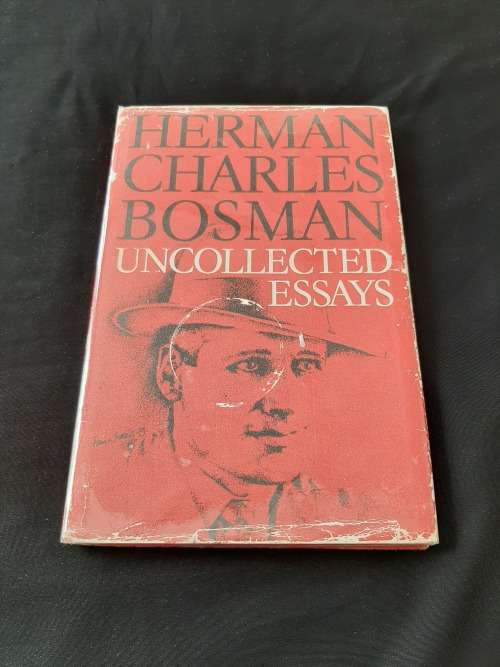 HERMAN
CHARLES
BOSMAN
UNCOLLECTED
ESSAYS